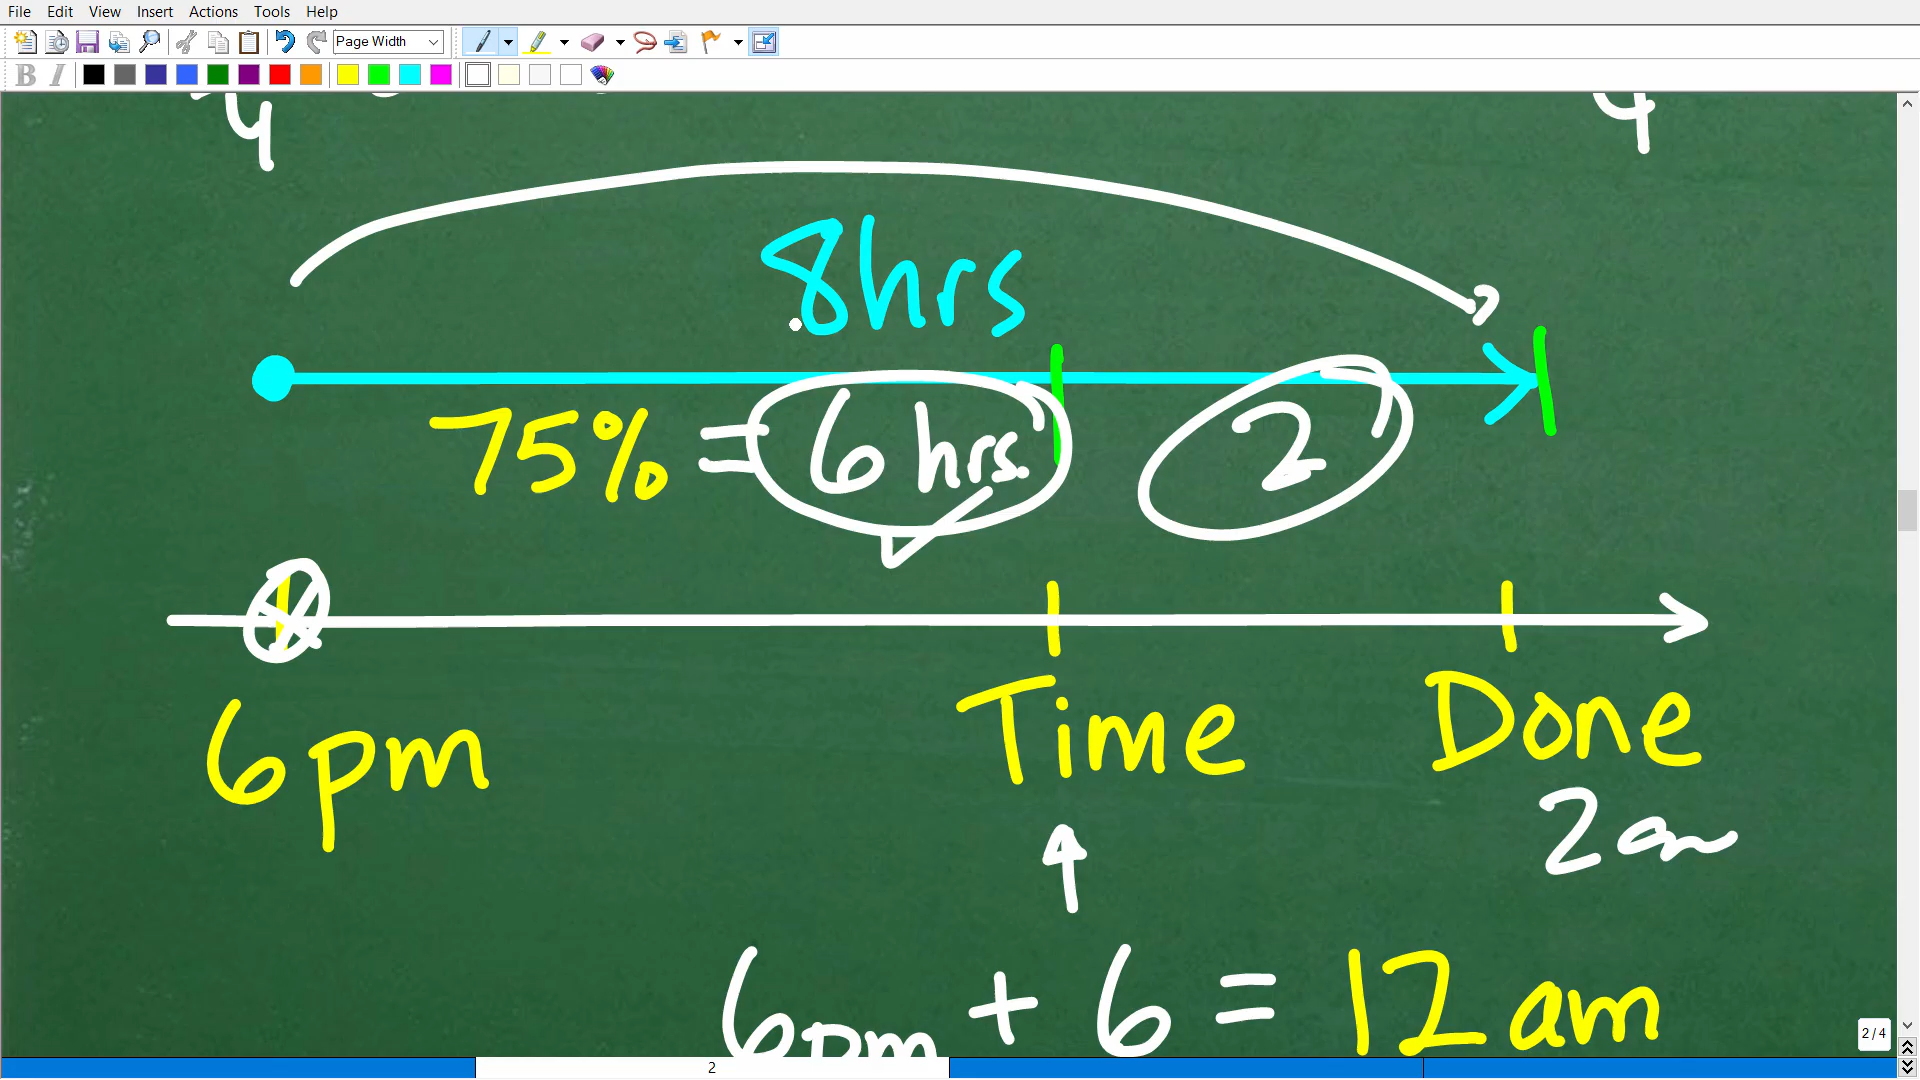 File Edit View Insert Actions Tools Help
Page Width
B I
4 4
8hrs
75% = 6 hrs. 2
6pm Time Done
2am
6pm + 6 = 12 am
2 / 4
2